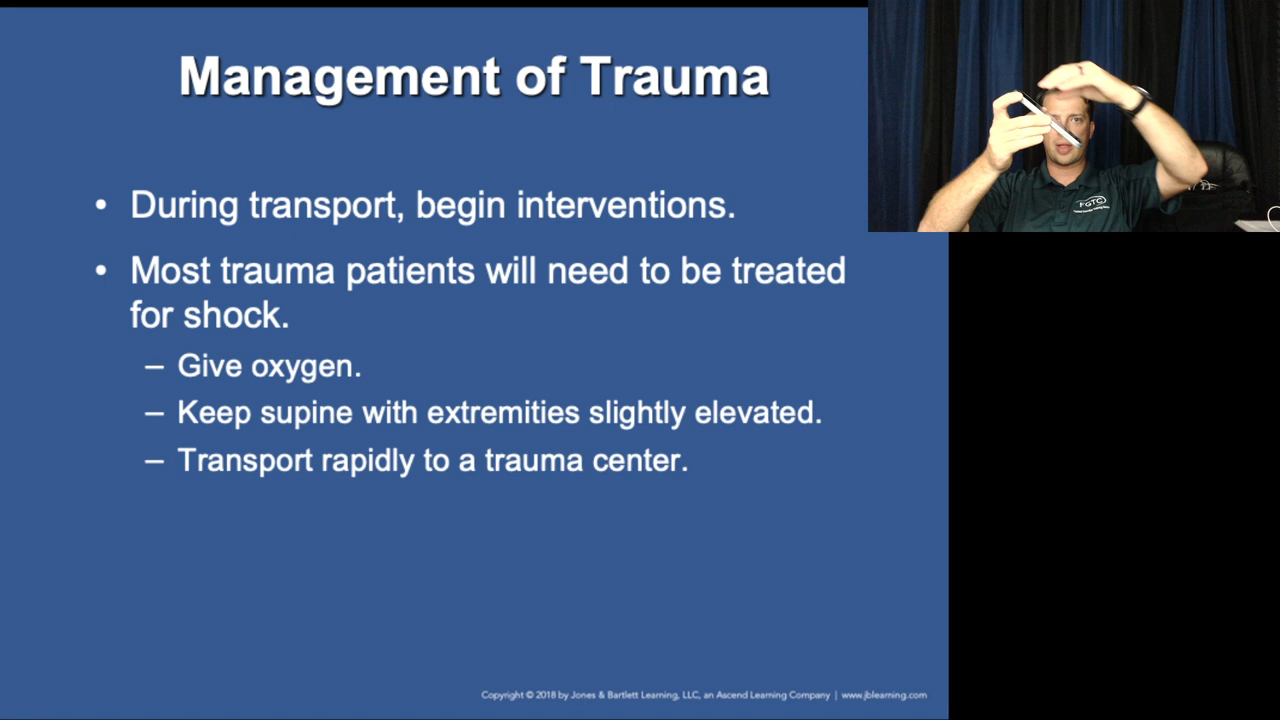 Management of Trauma
• During transport, begin interventions.
• Most trauma patients will need to be treated
for shock.
– Give oxygen.
– Keep supine with extremities slightly elevated.
– Transport rapidly to a trauma center.
FGTC
Copyright © 2018 by Jones & Bartlett Learning, LLC, an Ascend Learning Company | www.jblearning.com